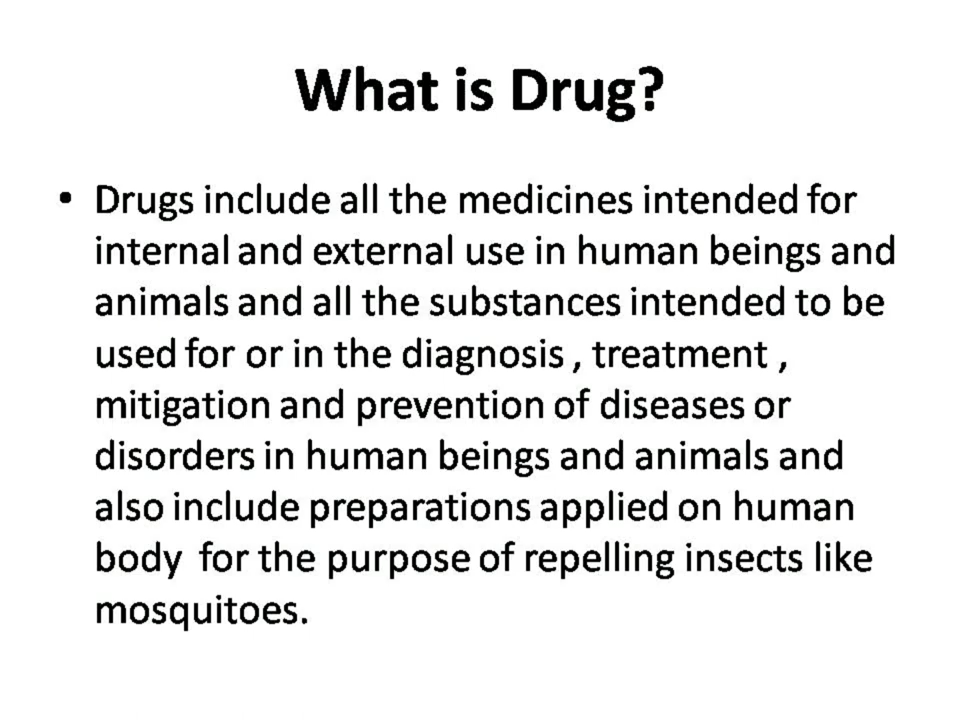 What is Drug?
• Drugs include all the medicines intended for
internal and external use in human beings and
animals and all the substances intended to be
used for or in the diagnosis , treatment ,
mitigation and prevention of diseases or
disorders in human beings and animals and
also include preparations applied on human
body  for the purpose of repelling insects like
mosquitoes.